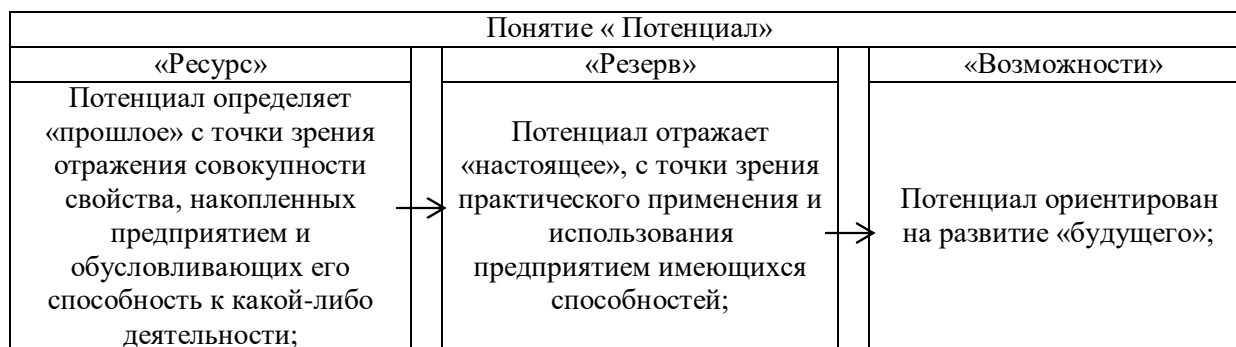 Понятие « Потенциал»
«Ресурс»
«Резерв»
«Возможности»
Потенциал определяет
«прошлое» с точки зрения
отражения совокупности
свойства, накопленных
предприятием и
обусловливающих его
способность к какой-либо
деятельности;
Потенциал отражает
«настоящее», с точки зрения
практического применения и
использования
предприятием имеющихся
способностей;
Потенциал ориентирован
на развитие «будущего»;